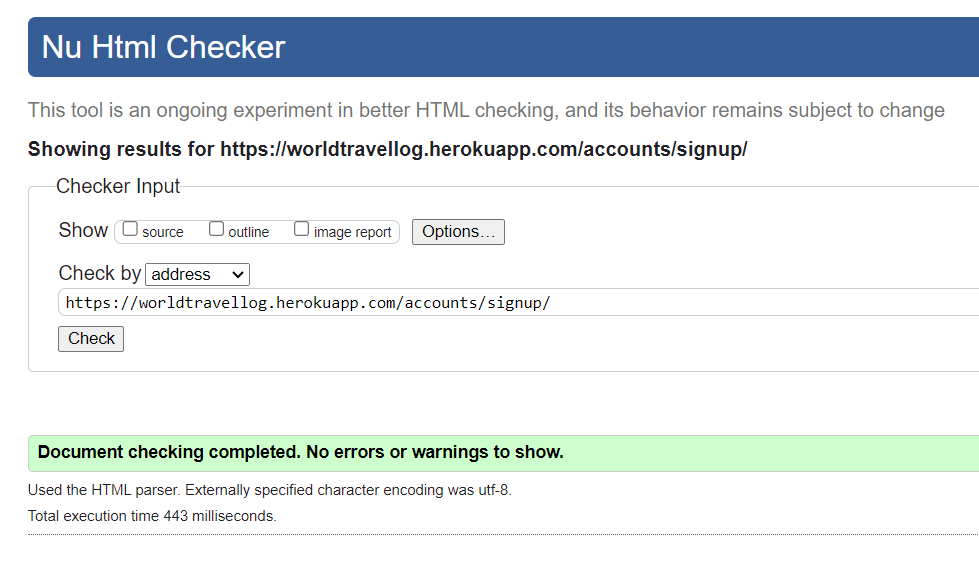 Nu Html Checker
This tool is an ongoing experiment in better HTML checking, and its behavior remains subject to change
Showing results for https://worldtravellog.herokuapp.com/accounts/signup/
Checker Input
Show source outline image report Options...
Check by address
https://worldtravellog.herokuapp.com/accounts/signup/
Check
Document checking completed. No errors or warnings to show.
Used the HTML parser. Externally specified character encoding was utf-8.
Total execution time 443 milliseconds.